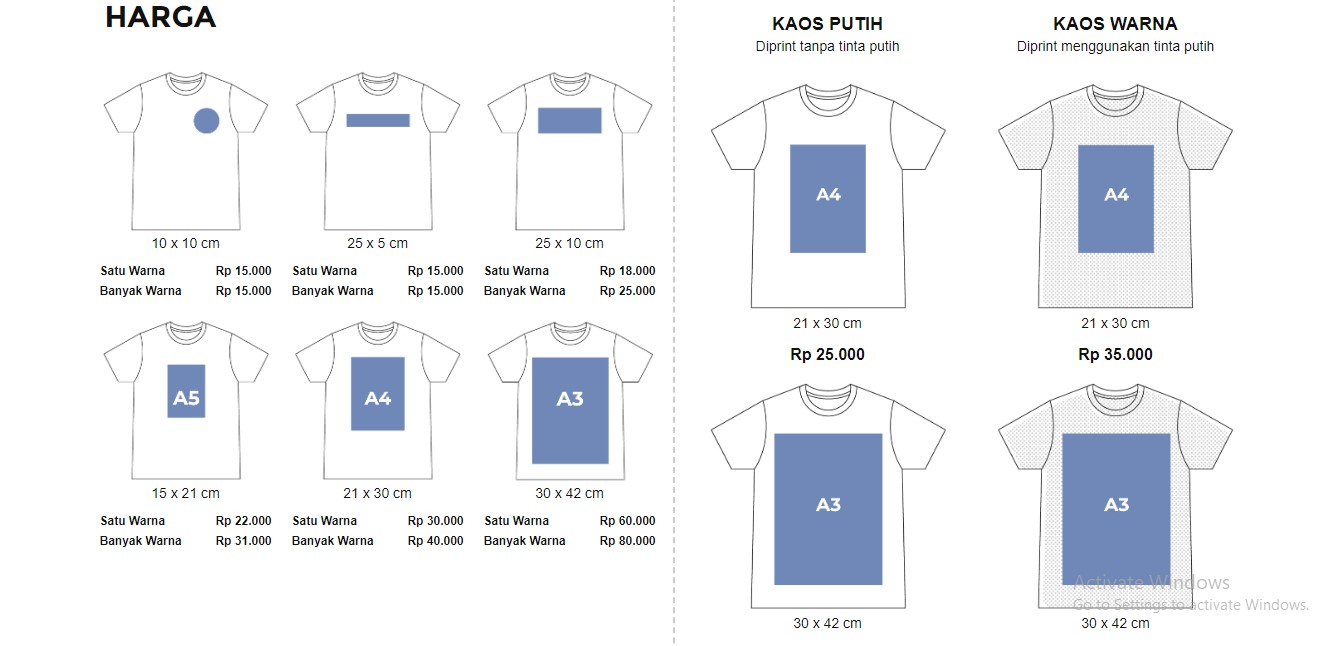 HARGA
10 x 10 cm
Satu Warna Rp 15.000
Banyak Warna Rp 15.000
25 x 5 cm
Satu Warna Rp 15.000
Banyak Warna Rp 15.000
25 x 10 cm
Satu Warna Rp 18.000
Banyak Warna Rp 25.000
A5
15 x 21 cm
Satu Warna Rp 22.000
Banyak Warna Rp 31.000
A4
21 x 30 cm
Satu Warna Rp 30.000
Banyak Warna Rp 40.000
A3
30 x 42 cm
Satu Warna Rp 60.000
Banyak Warna Rp 80.000
KAOS PUTIH
Diprint tanpa tinta putih
A4
21 x 30 cm
Rp 25.000
A3
30 x 42 cm
KAOS WARNA
Diprint menggunakan tinta putih
A4
21 x 30 cm
Rp 35.000
A3
30 x 42 cm
Activate Windows
Go to Settings to activate Windows.